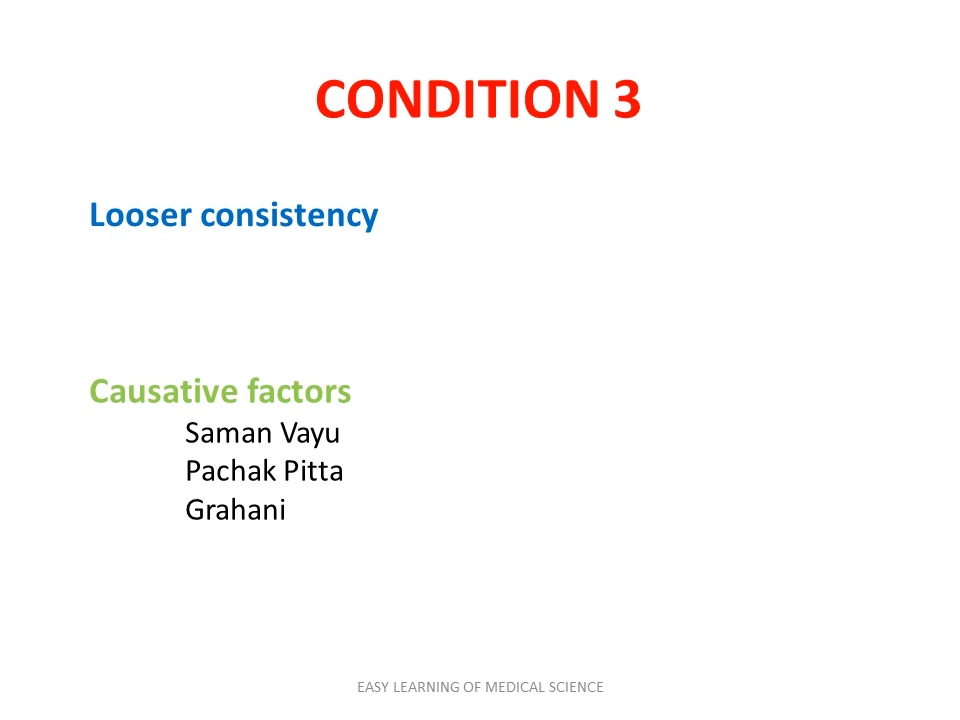 CONDITION 3
Looser consistency
Causative factors
Saman Vayu
Pachak Pitta
Grahani
EASY LEARNING OF MEDICAL SCIENCE